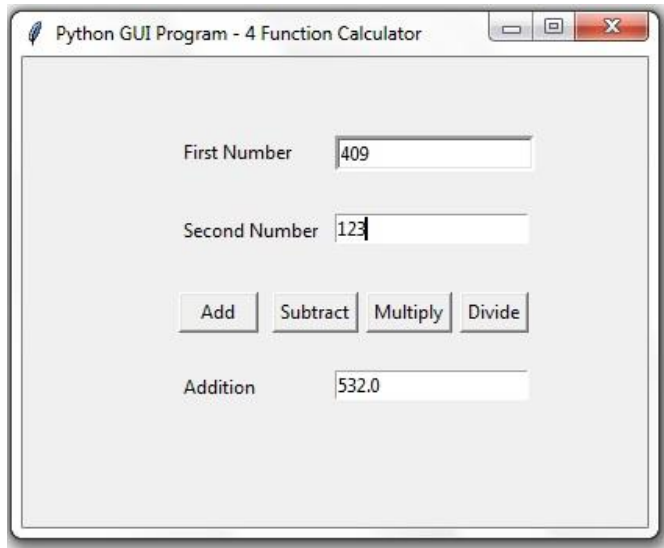 Python GUI Program - 4 Function Calculator
First Number 409
Second Number 123
Add Subtract Multiply Divide
Addition 532.0